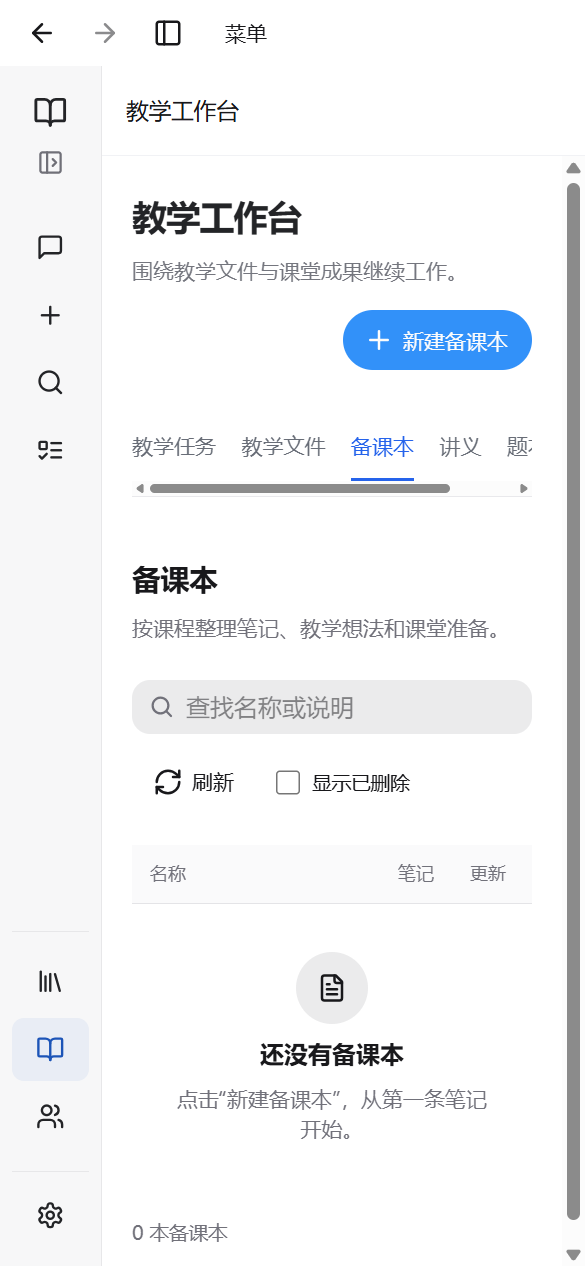 菜单
教学工作台
教学工作台
围绕教学文件与课堂成果继续工作。
新建备课本
教学任务 教学文件 备课本 讲义 题
备课本
按课程整理笔记、教学想法和课堂准备。
查找名称或说明
刷新 显示已删除
名称 笔记 更新
还没有备课本
点击“新建备课本”，从第一条笔记
开始。
0 本备课本